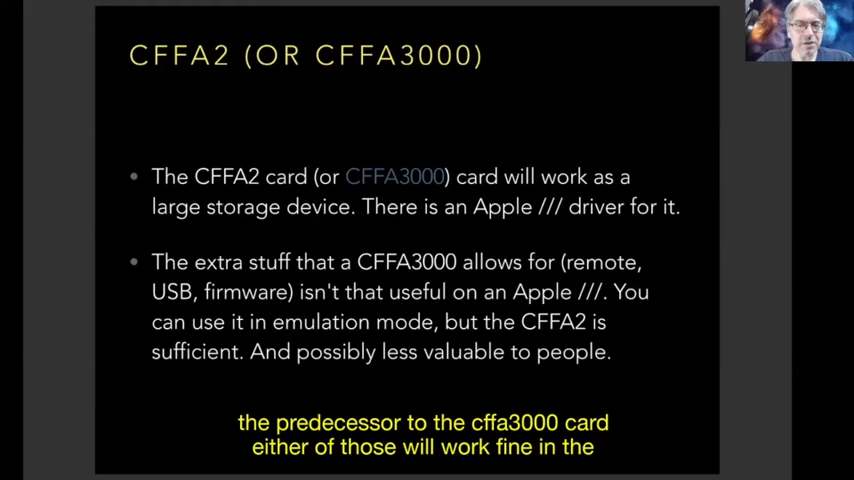 CFFA2 (OR CFFA3000)
• The CFFA2 card (or CFFA3000) card will work as a
large storage device. There is an Apple /// driver for it.
• The extra stuff that a CFFA3000 allows for (remote,
USB, firmware) isn't that useful on an Apple ///. You
can use it in emulation mode, but the CFFA2 is
sufficient. And possibly less valuable to people.
the predecessor to the cffa3000 card
either of those will work fine in the